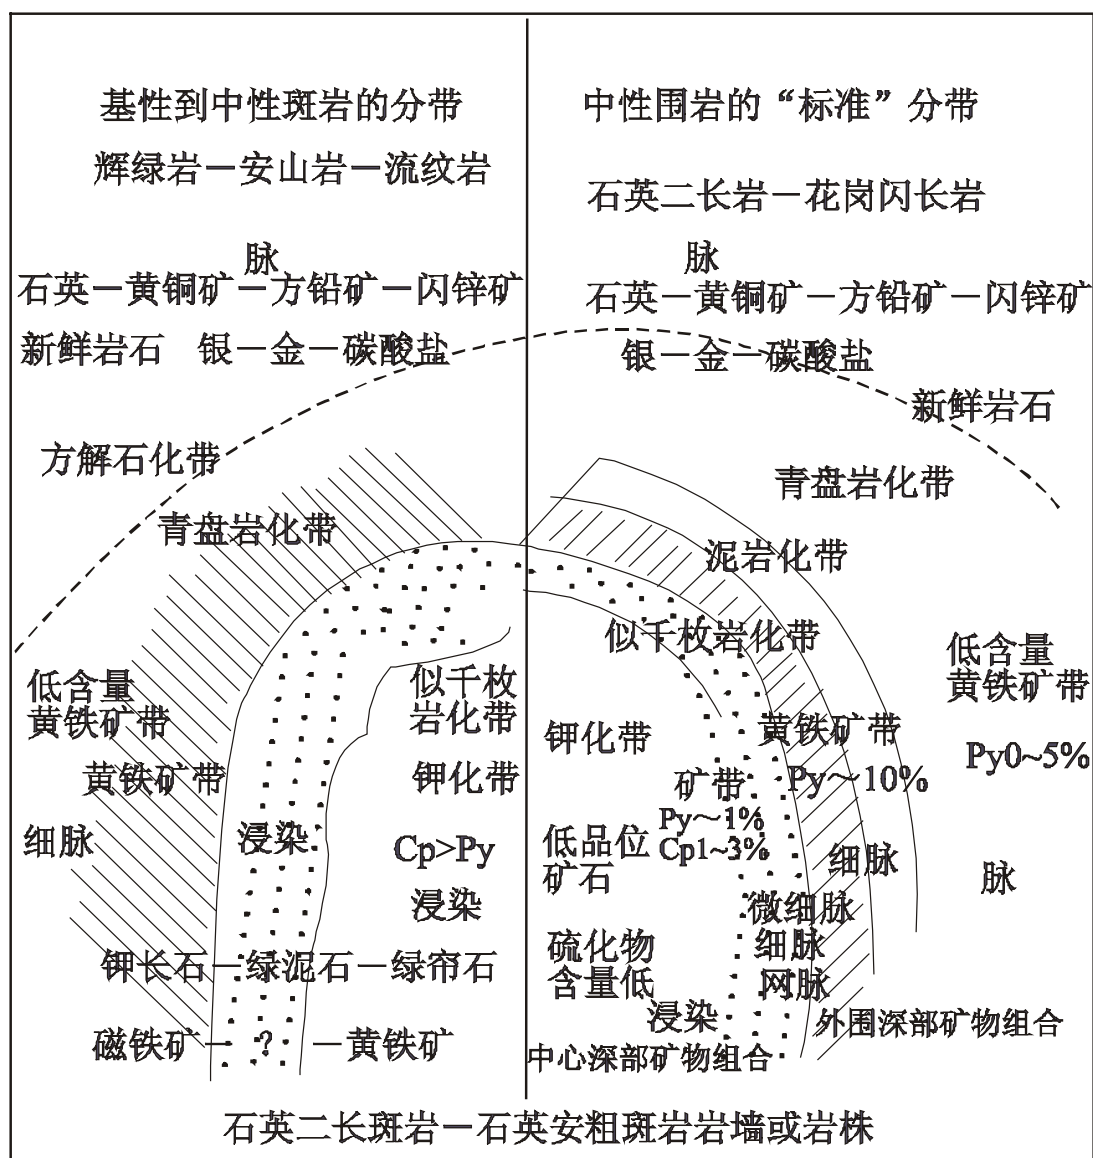 基性到中性斑岩的分带
辉绿岩－安山岩－流纹岩
脉
石英－黄铜矿－方铅矿－闪锌矿
新鲜岩石 银－金－碳酸盐
方解石化带
青盘岩化带
低含量
黄铁矿带
黄铁矿带
细脉
浸染
似千枚
岩化带
钾化带
Cp>Py
浸染
钾长石－绿泥石－绿帘石
磁铁矿－？－黄铁矿
中性围岩的“标准”分带
石英二长岩－花岗闪长岩
脉
石英－黄铜矿－方铅矿－闪锌矿
银－金－碳酸盐
新鲜岩石
青盘岩化带
泥岩化带
似千枚岩化带
低含量
黄铁矿带
Py0~5%
钾化带
黄铁矿带
Py～10%
矿带
Py～1%
Cp1~3%
低品位
矿石
细脉
脉
微细脉
细脉
网脉
硫化物
含量低
浸染
外围深部矿物组合
中心深部矿物组合
石英二长斑岩－石英安粗斑岩岩墙或岩株